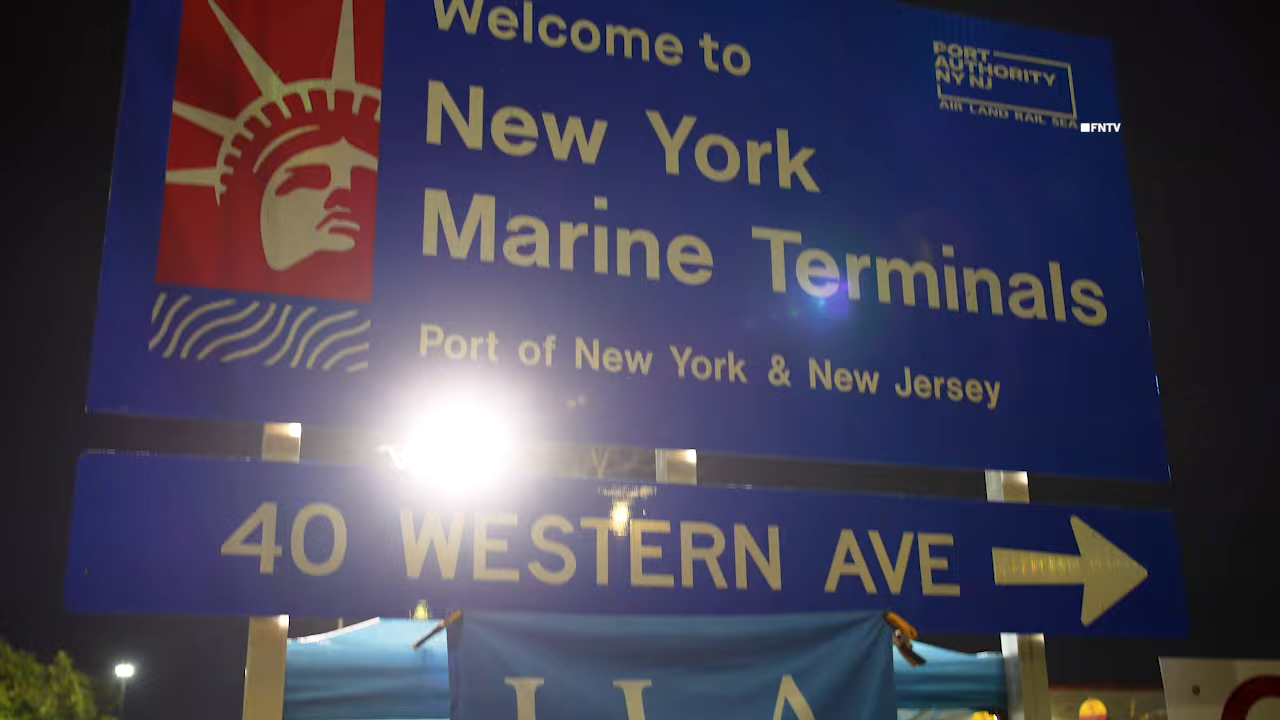 Welcome to
New York
Marine Terminals
Port of New York & New Jersey
PORT
AUTHORITY
NY NJ
AIR LAND RAIL SEA
FNTV
40 WESTERN AVE
ILA